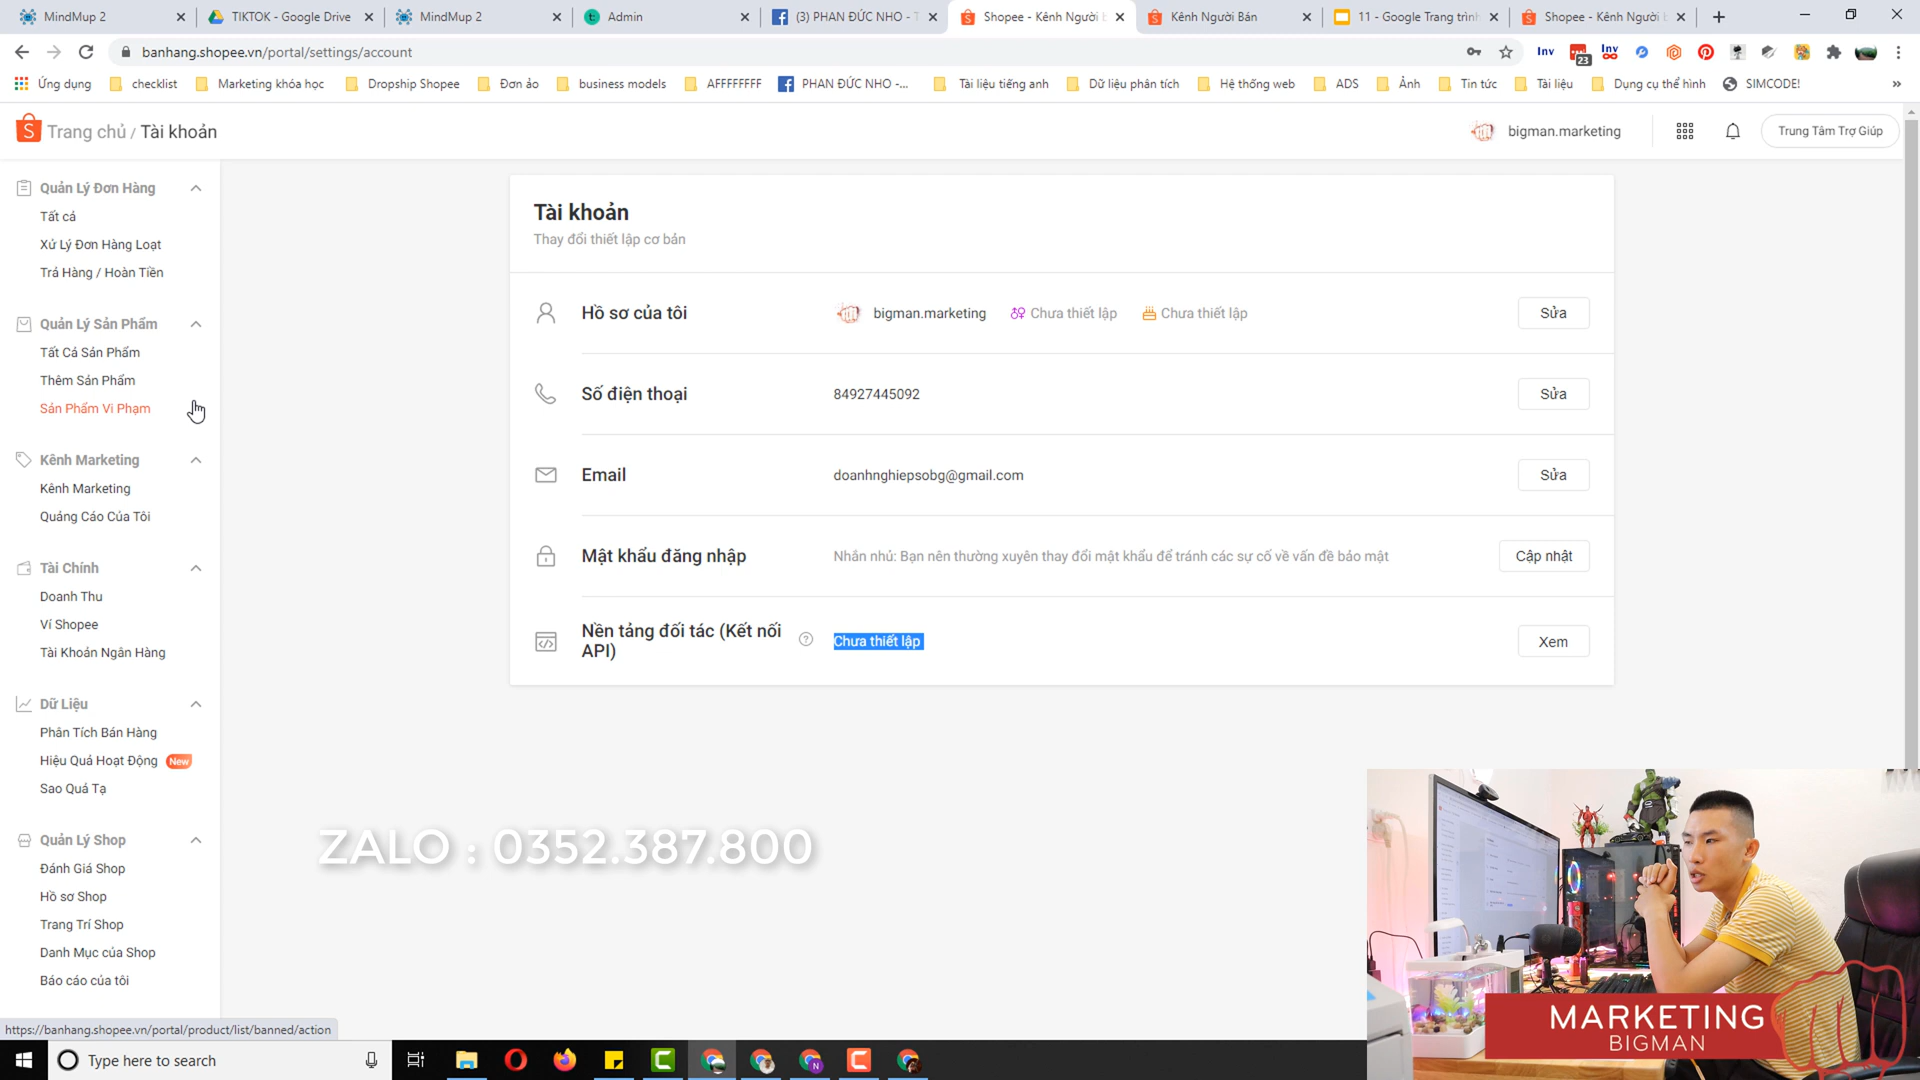 MindMup 2
TIKTOK - Google Drive
MindMup 2
Admin
(3) PHAN ĐỨC NHO - T
Shopee - Kênh Người b
Kênh Người Bán
11 - Google Trang trình
Shopee - Kênh Người b
banhang.shopee.vn/portal/settings/account
Inv
23
Inv
Ứng dụng
checklist
Marketing khóa học
Dropship Shopee
Đơn ảo
business models
AFFFFFFFF
PHAN ĐỨC NHO -...
Tài liệu tiếng anh
Dữ liệu phân tích
Hệ thống web
ADS
Ảnh
Tin tức
Tài liệu
Dụng cụ thể hình
SIMCODE!
»
Trang chủ / Tài khoản
bigman.marketing
Trung Tâm Trợ Giúp
Quản Lý Đơn Hàng
Tất cả
Xử Lý Đơn Hàng Loạt
Trả Hàng / Hoàn Tiền
Quản Lý Sản Phẩm
Tất Cả Sản Phẩm
Thêm Sản Phẩm
Sản Phẩm Vi Phạm
Kênh Marketing
Kênh Marketing
Quảng Cáo Của Tôi
Tài Chính
Doanh Thu
Ví Shopee
Tài Khoản Ngân Hàng
Dữ Liệu
Phân Tích Bán Hàng
Hiệu Quả Hoạt Động New
Sao Quả Tạ
Quản Lý Shop
Đánh Giá Shop
Hồ sơ Shop
Trang Trí Shop
Danh Mục của Shop
Báo cáo của tôi
Tài khoản
Thay đổi thiết lập cơ bản
Hồ sơ của tôi
bigman.marketing
Chưa thiết lập
Chưa thiết lập
Sửa
Số điện thoại
84927445092
Sửa
Email
doanhnghiepsobg@gmail.com
Sửa
Mật khẩu đăng nhập
Nhắn nhủ: Bạn nên thường xuyên thay đổi mật khẩu để tránh các sự cố về vấn đề bảo mật
Cập nhật
Nền tảng đối tác (Kết nối
API)
Chưa thiết lập
Xem
ZALO : 0352.387.800
MARKETING
BIGMAN
https://banhang.shopee.vn/portal/product/list/banned/action
Type here to search